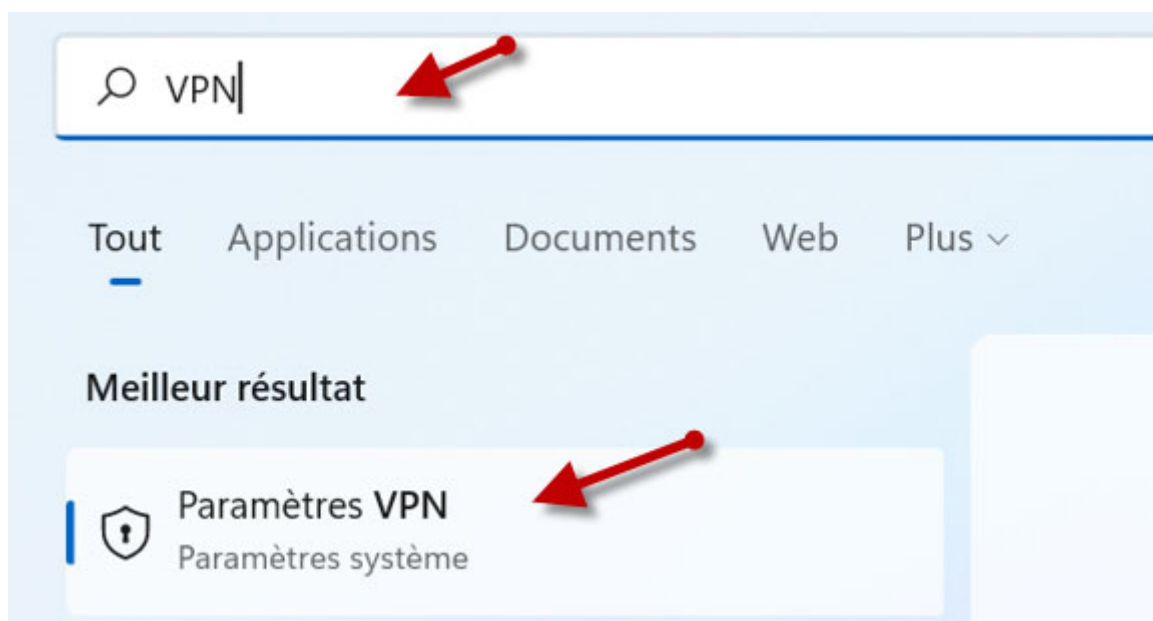 VPN
Tout Applications Documents Web Plus
Meilleur résultat
Paramètres VPN
Paramètres système